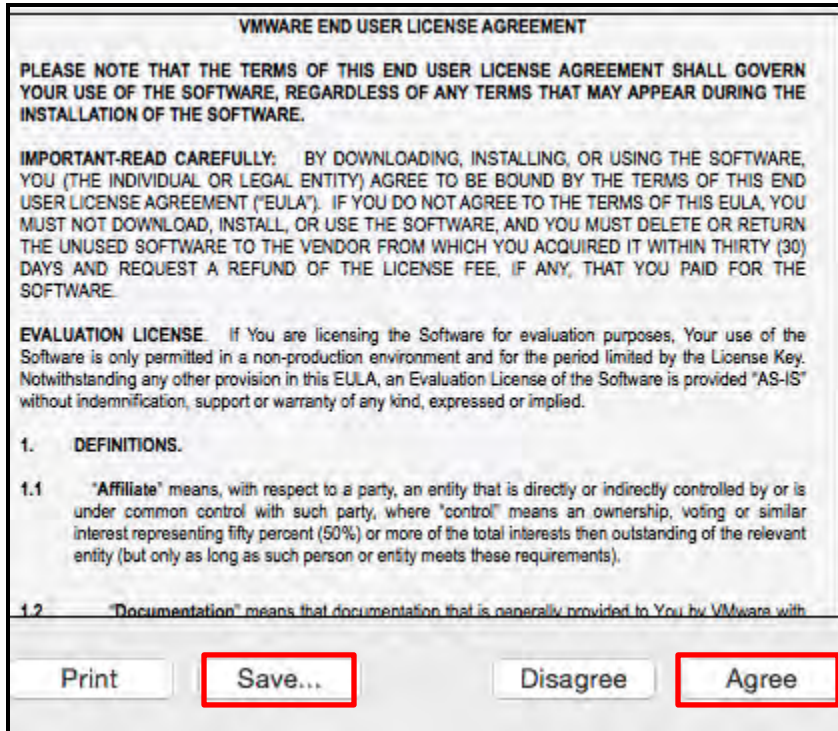 VMWARE END USER LICENSE AGREEMENT
PLEASE NOTE THAT THE TERMS OF THIS END USER LICENSE AGREEMENT SHALL GOVERN
YOUR USE OF THE SOFTWARE, REGARDLESS OF ANY TERMS THAT MAY APPEAR DURING THE
INSTALLATION OF THE SOFTWARE.
IMPORTANT-READ CAREFULLY: BY DOWNLOADING, INSTALLING, OR USING THE SOFTWARE,
YOU (THE INDIVIDUAL OR LEGAL ENTITY) AGREE TO BE BOUND BY THE TERMS OF THIS END
USER LICENSE AGREEMENT ("EULA"). IF YOU DO NOT AGREE TO THE TERMS OF THIS EULA, YOU
MUST NOT DOWNLOAD, INSTALL, OR USE THE SOFTWARE, AND YOU MUST DELETE OR RETURN
THE UNUSED SOFTWARE TO THE VENDOR FROM WHICH YOU ACQUIRED IT WITHIN THIRTY (30)
DAYS AND REQUEST A REFUND OF THE LICENSE FEE, IF ANY, THAT YOU PAID FOR THE
SOFTWARE.
EVALUATION LICENSE. If You are licensing the Software for evaluation purposes, Your use of the
Software is only permitted in a non-production environment and for the period limited by the License Key.
Notwithstanding any other provision in this EULA, an Evaluation License of the Software is provided "AS-IS"
without indemnification, support or warranty of any kind, expressed or implied.
1. DEFINITIONS.
1.1 "Affiliate" means, with respect to a party, an entity that is directly or indirectly controlled by or is
under common control with such party, where "control" means an ownership, voting or similar
interest representing fifty percent (50%) or more of the total interests then outstanding of the relevant
entity (but only as long as such person or entity meets these requirements).
1.2 "Documentation" means that documentation that is generally provided to You by VMware with
Print Save... Disagree Agree